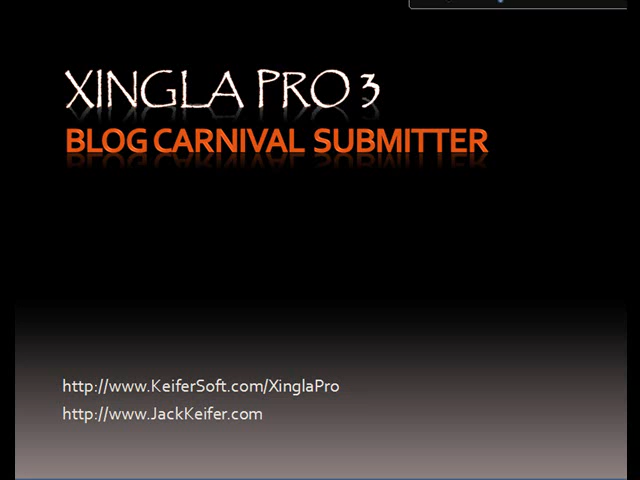 XINGLA PRO 3
BLOG CARNIVAL SUBMITTER
http://www.KeiferSoft.com/XinglaPro
http://www.JackKeifer.com